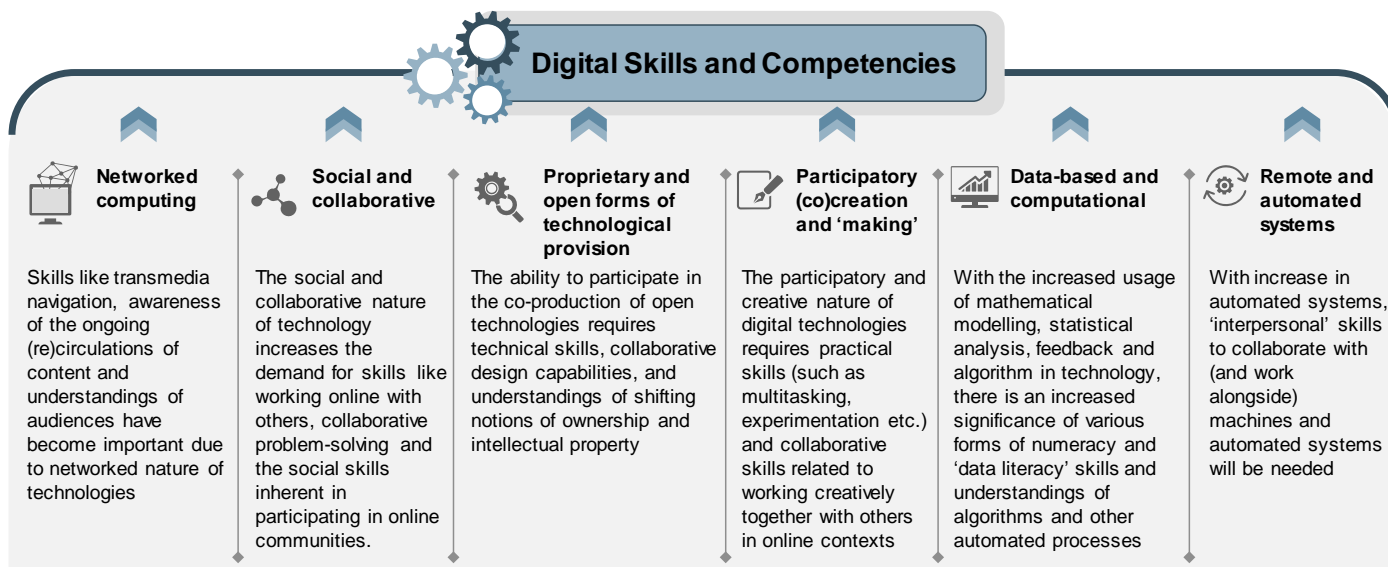 Digital Skills and Competencies
Networked
computing
Skills like transmedia
navigation, awareness
of the ongoing
(re)circulations of
content and
understandings of
audiences have
become important due
to networked nature of
technologies
Social and
collaborative
The social and
collaborative nature
of technology
increases the
demand for skills like
working online with
others, collaborative
problem-solving and
the social skills
inherent in
participating in online
communities.
Proprietary and
open forms of
technological
provision
The ability to participate in
the co-production of open
technologies requires
technical skills, collaborative
design capabilities, and
understandings of shifting
notions of ownership and
intellectual property
Participatory
(co)creation
and ‘making’
The participatory and
creative nature of
digital technologies
requires practical
skills (such as
multitasking,
experimentation etc.)
and collaborative
skills related to
working creatively
together with others
in online contexts
Data-based and
computational
With the increased usage
of mathematical
modelling, statistical
analysis, feedback and
algorithm in technology,
there is an increased
significance of various
forms of numeracy and
‘data literacy’ skills and
understandings of
algorithms and other
automated processes
Remote and
automated
systems
With increase in
automated systems,
‘interpersonal’ skills
to collaborate with
(and work
alongside)
machines and
automated systems
will be needed